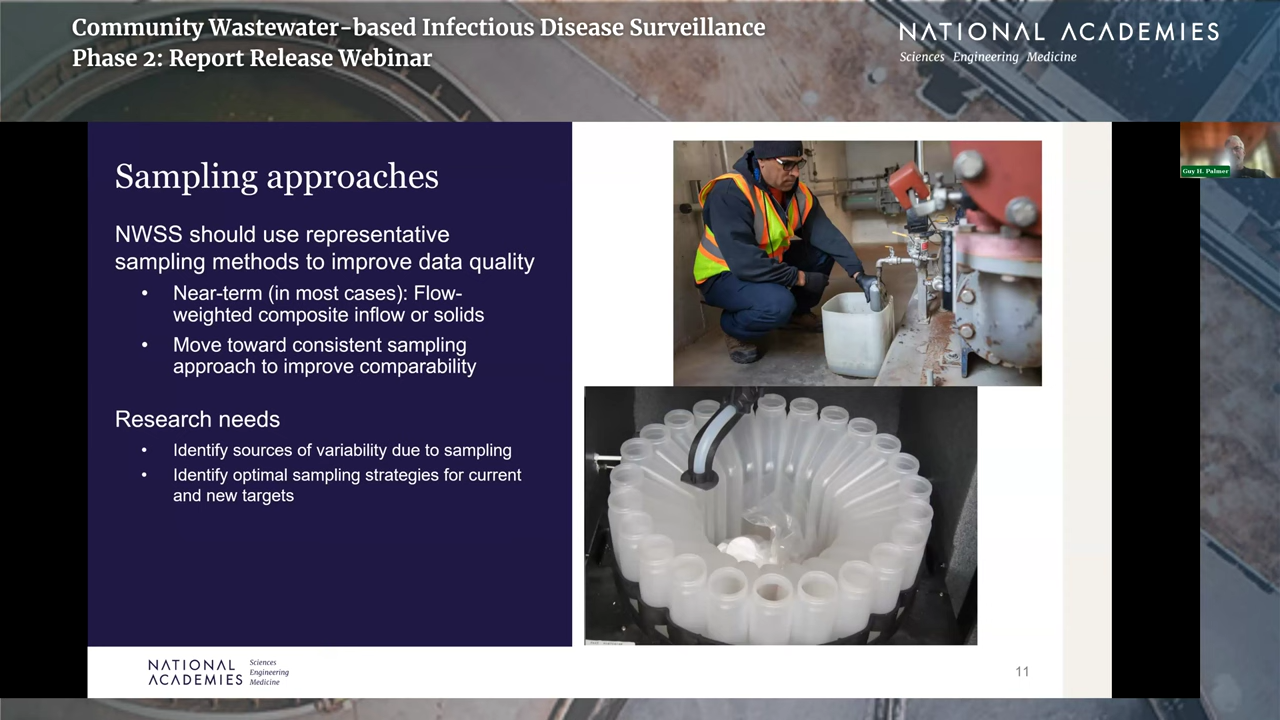 Community Wastewater-based Infectious Disease Surveillance
Phase 2: Report Release Webinar
NATIONAL ACADEMIES
Sciences Engineering Medicine
Sampling approaches
NWSS should use representative
sampling methods to improve data quality
• Near-term (in most cases): Flow-
weighted composite inflow or solids
• Move toward consistent sampling
approach to improve comparability
Research needs
• Identify sources of variability due to sampling
• Identify optimal sampling strategies for current
and new targets
Guy H. Palmer
NATIONAL
ACADEMIES
Sciences
Engineering
Medicine
11